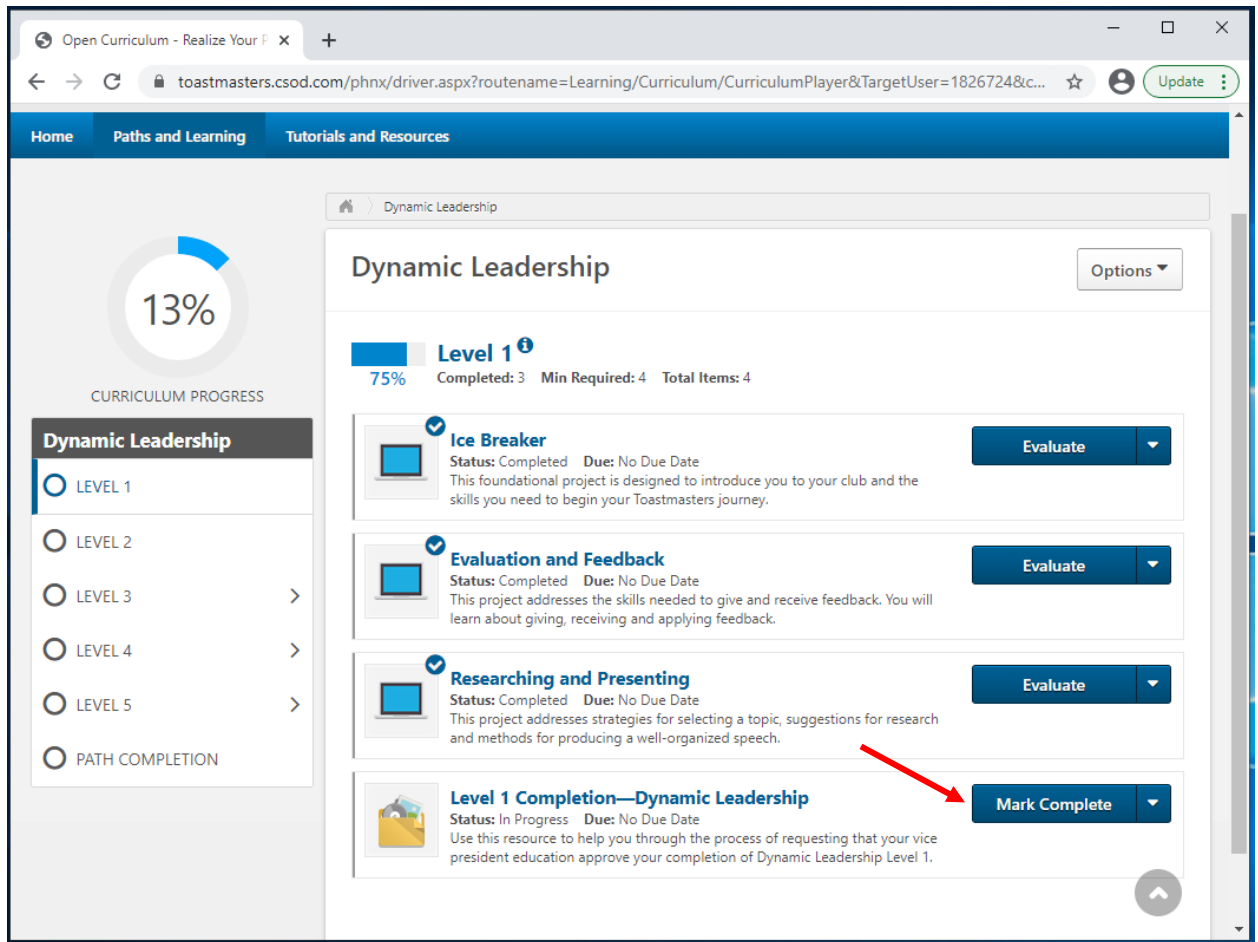 Open Curriculum - Realize Your P
toastmasters.csod.com/phnx/driver.aspx?routename=Learning/Curriculum/CurriculumPlayer&TargetUser=1826724&c...
Update
Home Paths and Learning Tutorials and Resources
Dynamic Leadership
13%
CURRICULUM PROGRESS
Dynamic Leadership
LEVEL 1
LEVEL 2
LEVEL 3
LEVEL 4
LEVEL 5
PATH COMPLETION
Dynamic Leadership
Options
Level 1
75%
Completed: 3 Min Required: 4 Total Items: 4
Ice Breaker
Status: Completed Due: No Due Date
This foundational project is designed to introduce you to your club and the
skills you need to begin your Toastmasters journey.
Evaluate
Evaluation and Feedback
Status: Completed Due: No Due Date
This project addresses the skills needed to give and receive feedback. You will
learn about giving, receiving and applying feedback.
Evaluate
Researching and Presenting
Status: Completed Due: No Due Date
This project addresses strategies for selecting a topic, suggestions for research
and methods for producing a well-organized speech.
Evaluate
Level 1 Completion—Dynamic Leadership
Status: In Progress Due: No Due Date
Use this resource to help you through the process of requesting that your vice
president education approve your completion of Dynamic Leadership Level 1.
Mark Complete